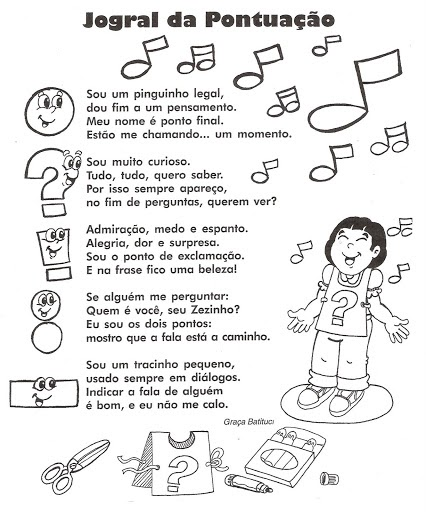 Jogral da Pontuação
Sou um pinguinho legal,
dou fim a um pensamento.
Meu nome é ponto final.
Estão me chamando... um momento.
Sou muito curioso.
Tudo, tudo, quero saber.
Por isso sempre apareço,
no fim de perguntas, querem ver?
Admiração, medo e espanto.
Alegria, dor e surpresa.
Sou o ponto de exclamação.
E na frase fico uma beleza!
Se alguém me perguntar:
Quem é você, seu Zezinho?
Eu sou os dois pontos:
mostro que a fala está a caminho.
Sou um tracinho pequeno,
usado sempre em diálogos.
Indicar a fala de alguém
é bom, e eu não me calo.
Graça Batituci